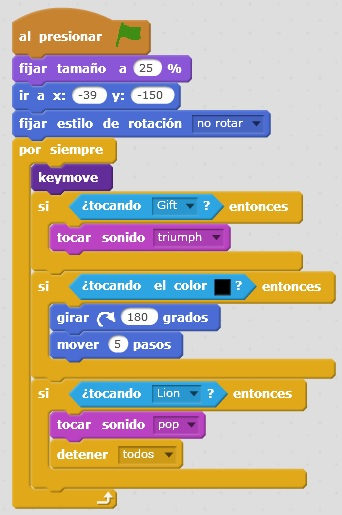 al presionar
fijar tamaño a 25 %
ir a x: -39 y: -150
fijar estilo de rotación no rotar
por siempre
keymove
si ¿tocando Gift ? entonces
tocar sonido triumph
si ¿tocando el color ? entonces
girar 180 grados
mover 5 pasos
si ¿tocando Lion ? entonces
tocar sonido pop
detener todos